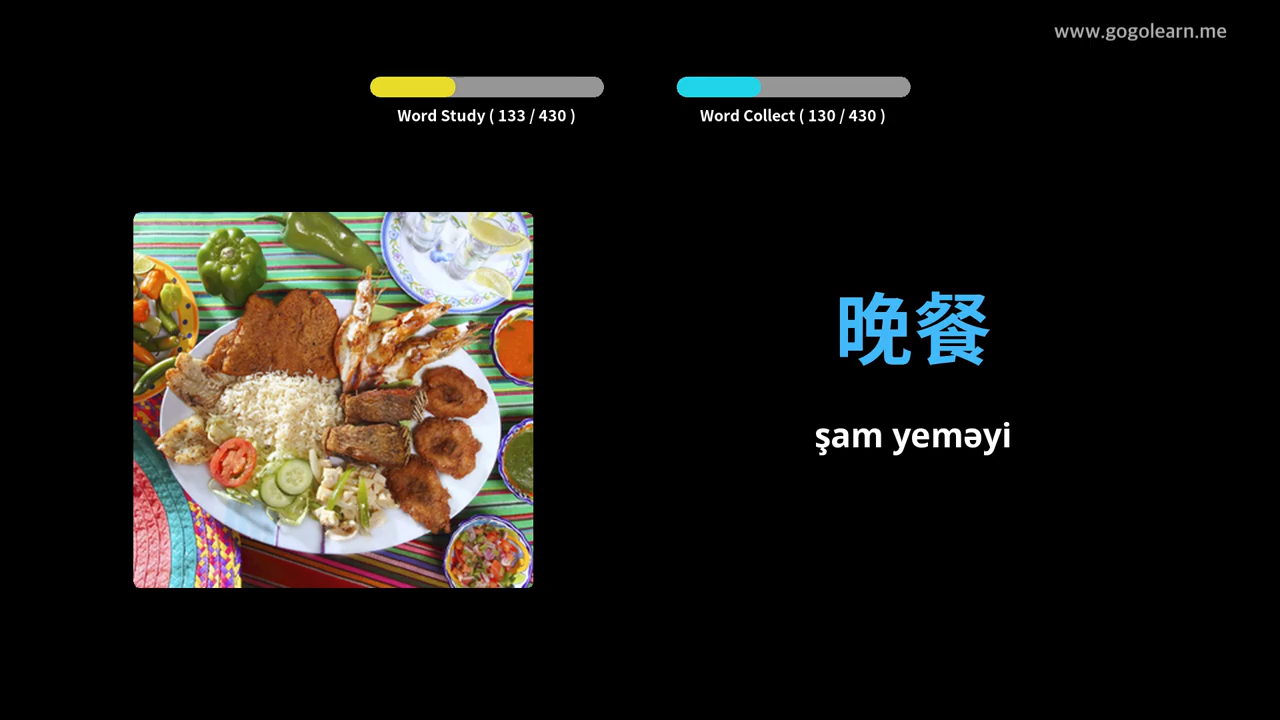 www.gogolearn.me
Word Study ( 133 / 430 )
Word Collect ( 130 / 430 )
晚餐
şam yeməyi